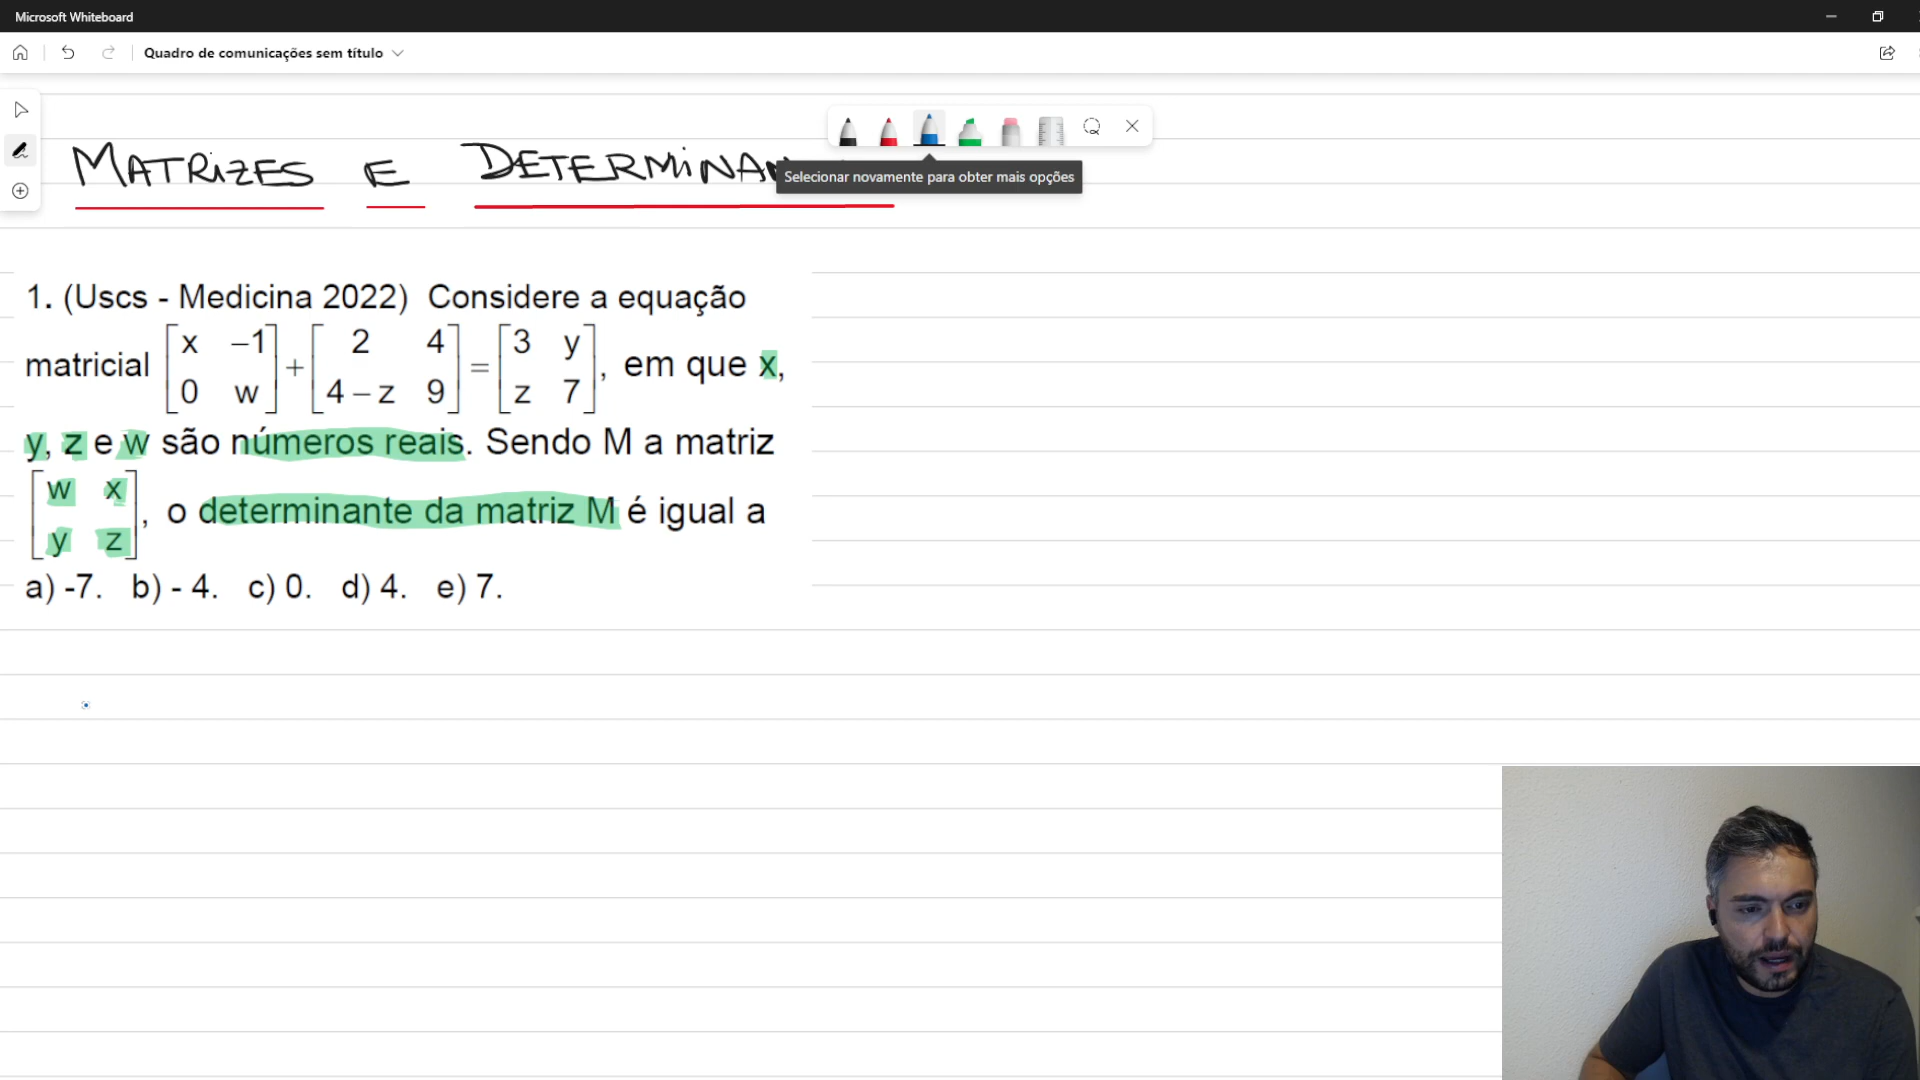 Microsoft Whiteboard
Quadro de comunicações sem título
MATRIZES E
Selecionar novamente para obter mais opções
1. (Uscs - Medicina 2022) Considere a equação
matricial [x −1 0 w] + [2 4 4 – z 9] = [3 y z 7], em que x,
y, z e w são números reais. Sendo M a matriz
[w x y z], o determinante da matriz M é igual a
a) -7. b) - 4. c) 0. d) 4. e) 7.